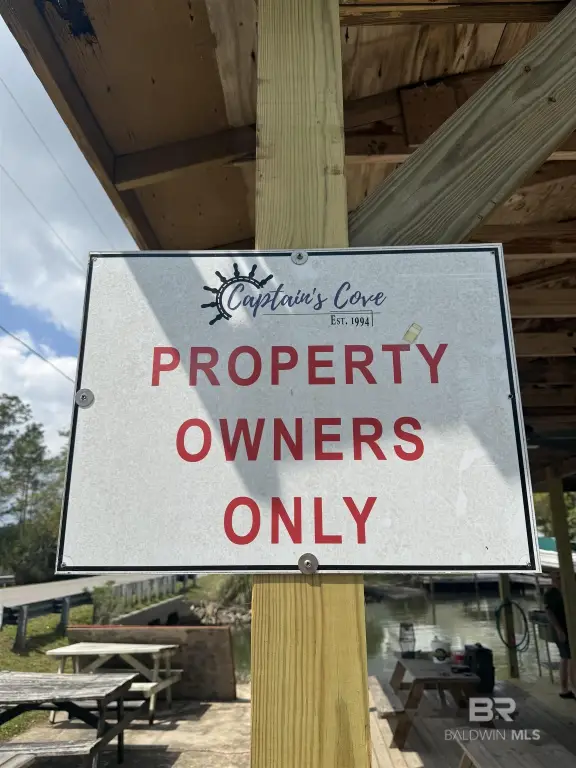 Captain's Cove
EST. 1994
PROPERTY
OWNERS
ONLY
BR
BALDWIN MLS